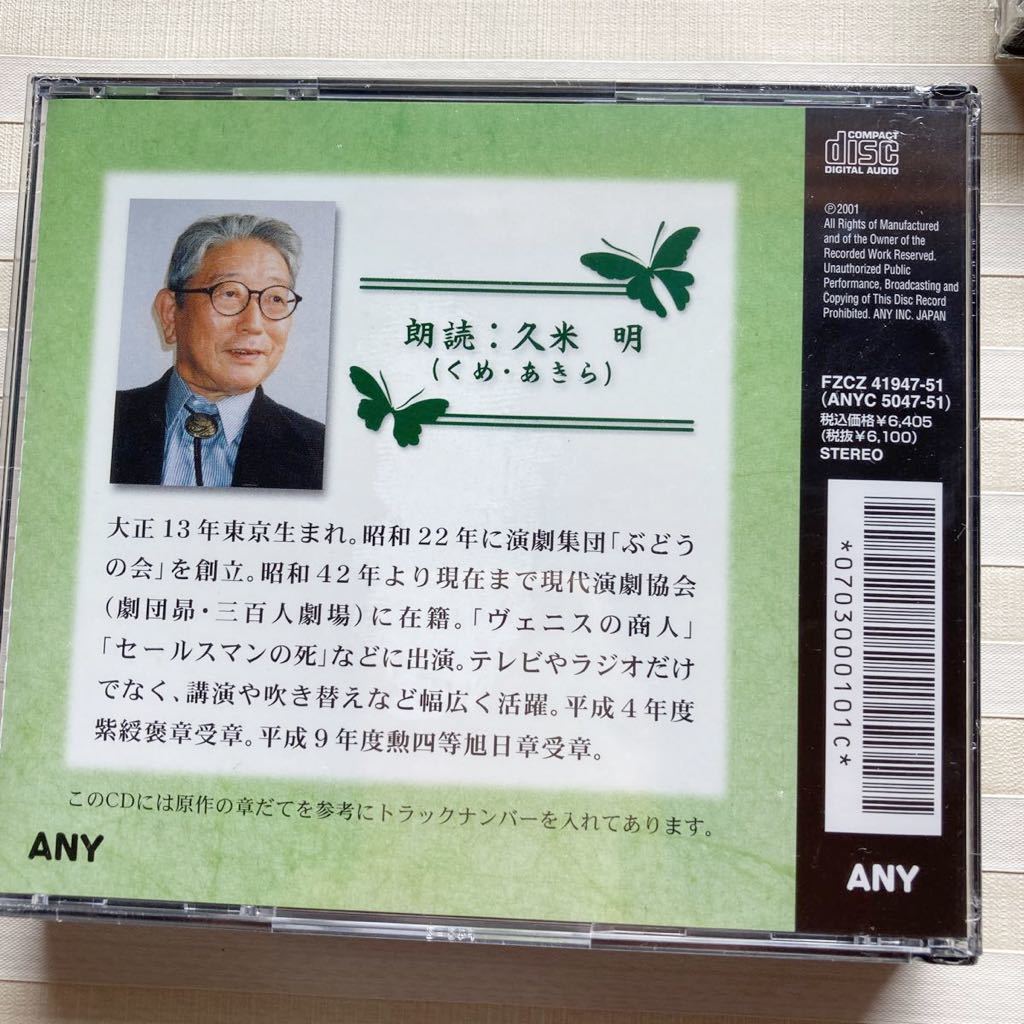 朗読:久米 明
(くめ・あきら)
大正13年東京生まれ。昭和22年に演劇集団「ぶどう
の会」を創立。昭和42年より現在まで現代演劇協会
(劇団昴・三百人劇場)に在籍。「ヴェニスの商人」
「セールスマンの死」などに出演。テレビやラジオだけ
でなく、講演や吹き替えなど幅広く活躍。平成4年度
紫綬褒章受章。平成9年度勲四等旭日章受章。
このCDには原作の章だてを参考にトラックナンバーを入れてあります。
ANY
COMPACT
disc
DIGITAL AUDIO
℗2001
All Rights of Manufactured
and of the Owner of the
Recorded Work Reserved.
Unauthorized Public
Performance, Broadcasting and
Copying of This Disc Record
Prohibited. ANY INC. JAPAN
FZCZ 41947-51
(ANYC 5047-51)
税込価格¥6,405
(税抜¥6,100)
STEREO
*0703000101C*
ANY